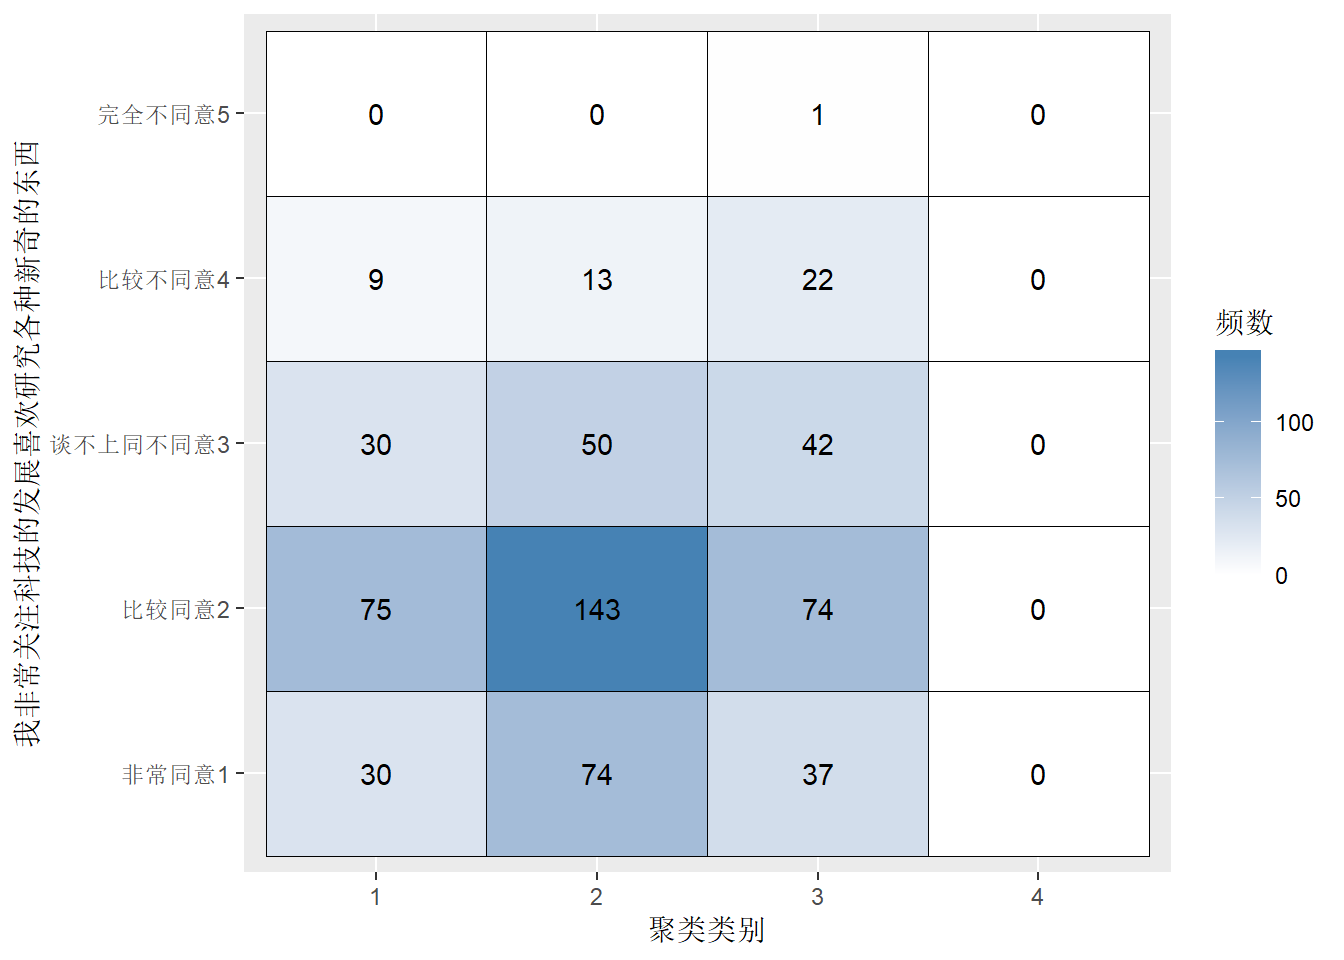 我非常关注科技的发展喜欢研究各种新奇的东西
完全不同意5 0 0 1 0
比较不同意4 9 13 22 0
谈不上同不同意3 30 50 42 0
比较同意2 75 143 74 0
非常同意1 30 74 37 0
1 2 3 4
聚类类别
频数
100
50
0